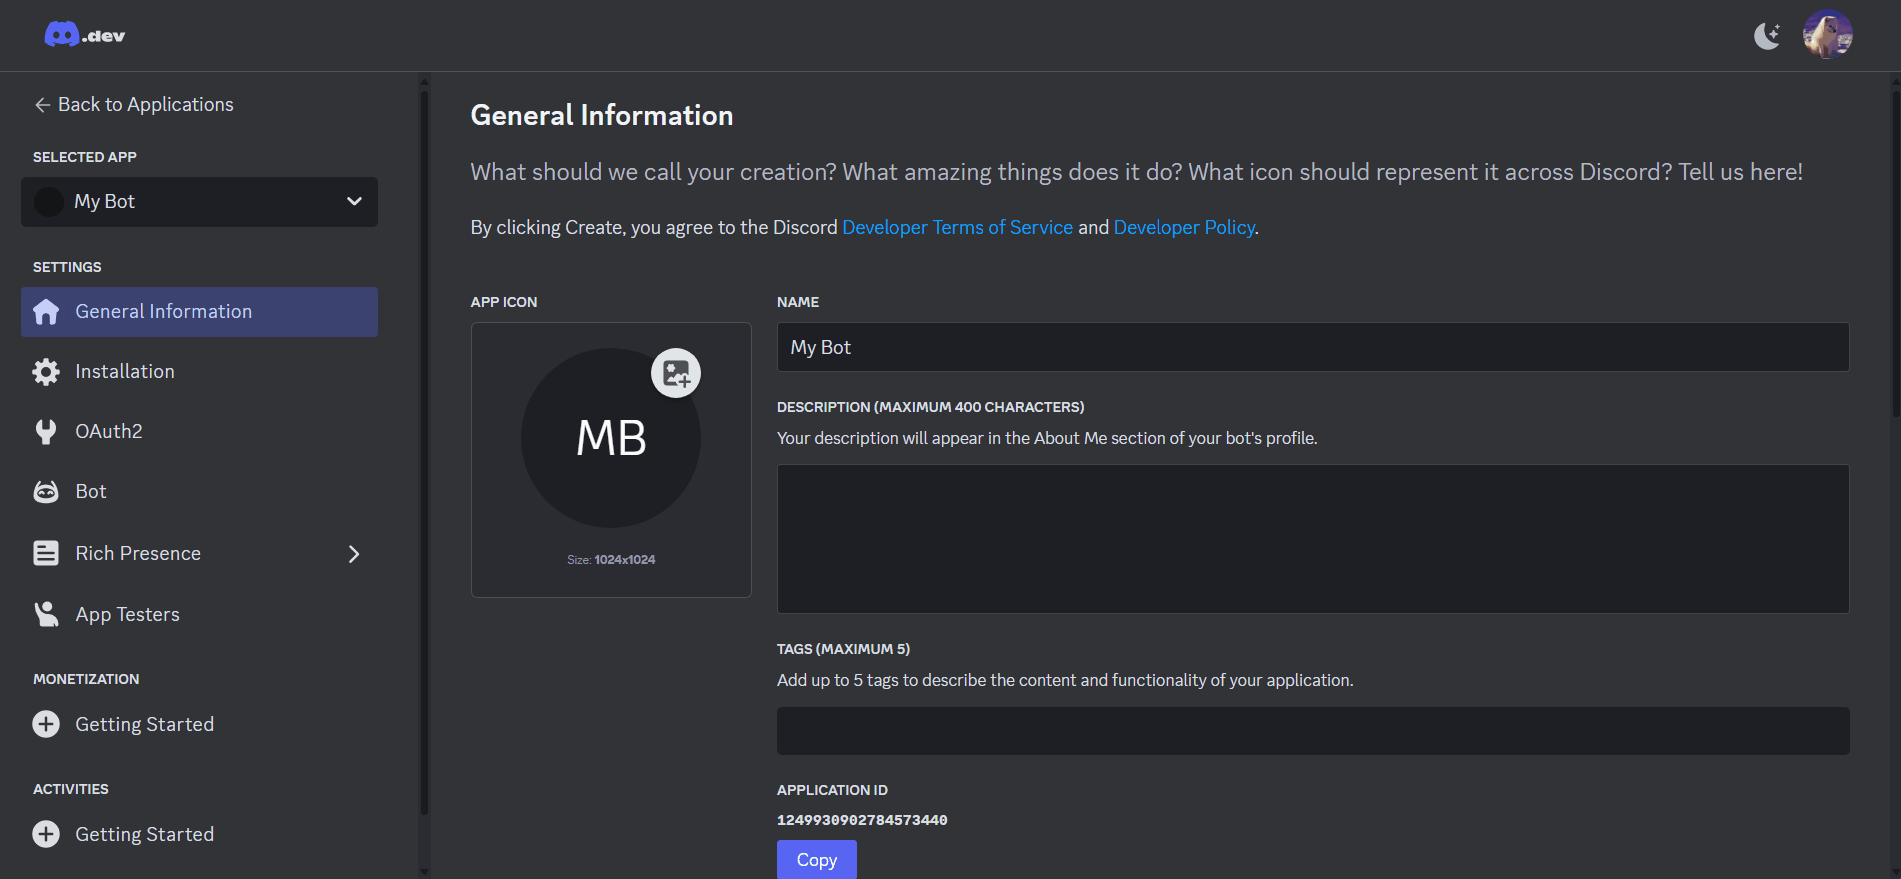 .dev
Back to Applications
SELECTED APP
My Bot
SETTINGS
General Information
Installation
OAuth2
Bot
Rich Presence
App Testers
MONETIZATION
Getting Started
ACTIVITIES
Getting Started
General Information
What should we call your creation? What amazing things does it do? What icon should represent it across Discord? Tell us here!
By clicking Create, you agree to the Discord Developer Terms of Service and Developer Policy.
APP ICON
MB
Size: 1024x1024
NAME
My Bot
DESCRIPTION (MAXIMUM 400 CHARACTERS)
Your description will appear in the About Me section of your bot's profile.
TAGS (MAXIMUM 5)
Add up to 5 tags to describe the content and functionality of your application.
APPLICATION ID
1249930902784573440
Copy